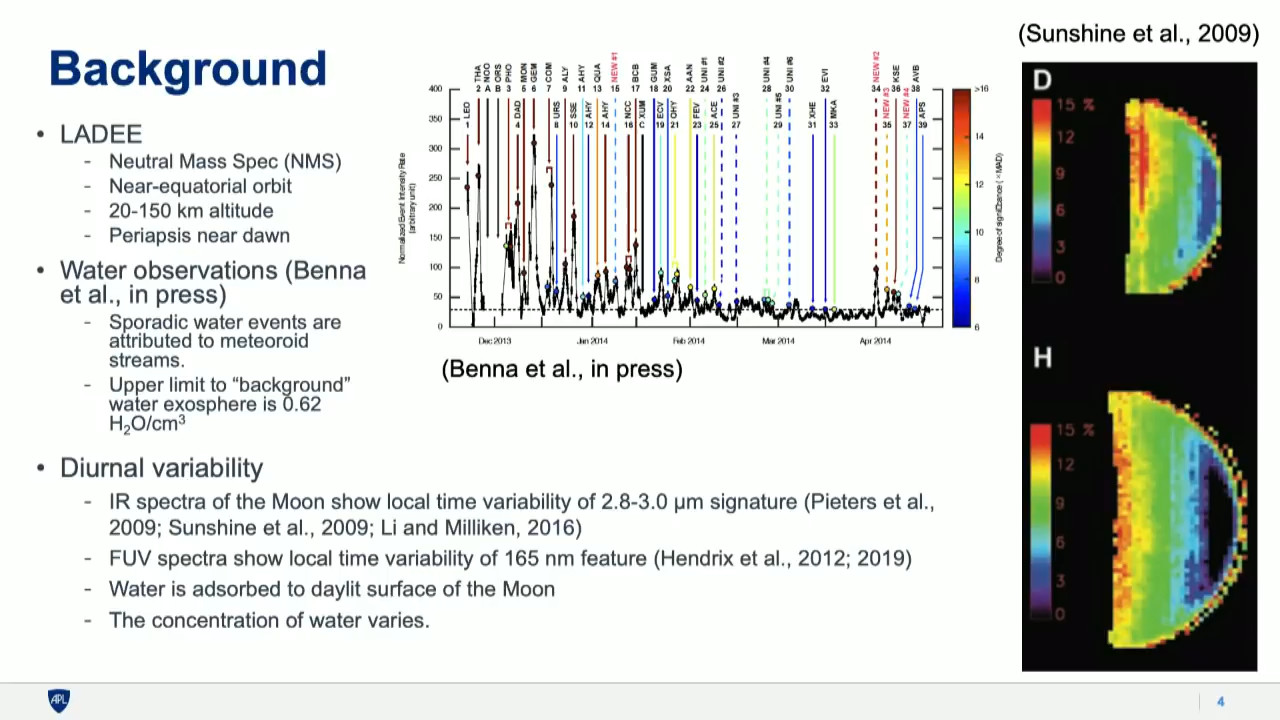 Background
(Sunshine et al., 2009)
• LADEE
- Neutral Mass Spec (NMS)
- Near-equatorial orbit
- 20-150 km altitude
- Periapsis near dawn
• Water observations (Benna
et al., in press)
- Sporadic water events are
attributed to meteoroid
streams.
- Upper limit to “background”
water exosphere is 0.62
H₂O/cm³
• Diurnal variability
- IR spectra of the Moon show local time variability of 2.8-3.0 μm signature (Pieters et al.,
2009; Sunshine et al., 2009; Li and Milliken, 2016)
- FUV spectra show local time variability of 165 nm feature (Hendrix et al., 2012; 2019)
- Water is adsorbed to daylit surface of the Moon
- The concentration of water varies.
Normalized Event Intensity Rate
(arbitrary unit)
400
350
300
250
200
150
100
50
0
LEO 1
THA 2
NOO A
ORS B
PHO 3
DAD 4
MON 5
GEM 6
COM 7
URS 8
ALY 9
SSE 10
AHY 11
AHY 12
QUA 13
AHY 14
NEW #1 15
NCC 16
BCB 17
XUM C
GUM 18
ECV 19
XSA 20
OHY 21
AAN 22
FEV 23
UNI #1 24
ACE 25
UNI #2 26
UNI #3 27
UNI #4 28
UNI #5 29
UNI #6 30
XHE 31
EVI 32
MKA 33
NEW #2 34
NEW #3 35
KSE 36
NEW #4 37
AVB 38
APS 39
Dec 2013
Jan 2014
Feb 2014
Mar 2014
Apr 2014
>16
14
12
10
8
6
Degree of significance (×MAD)
(Benna et al., in press)
D
15 %
12
9
6
3
0
H
15 %
12
9
6
3
0
APL
4